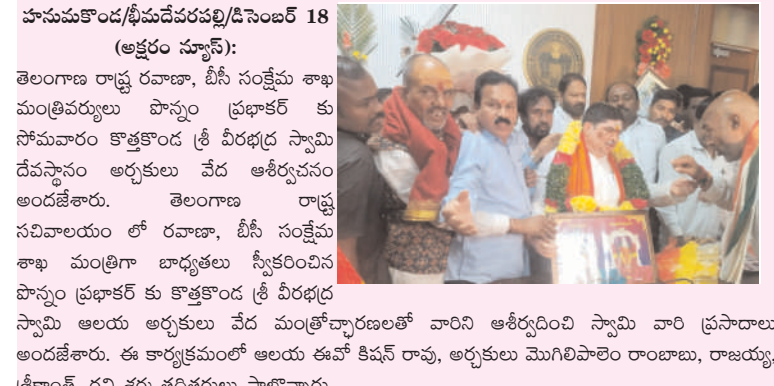 హనుమకొండ/భీమదేవరపల్లి/డిసెంబర్ 18
(అక్షరం న్యూస్):
తెలంగాణ రాష్ట్ర రవాణా, బీసీ సంక్షేమ శాఖ
మంత్రివర్యులు పొన్నం ప్రభాకర్ కు
సోమవారం కొత్తకొండ శ్రీ వీరభద్ర స్వామి
దేవస్థానం అర్చకులు వేద ఆశీర్వచనం
అందజేశారు. తెలంగాణ రాష్ట్ర
సచివాలయం లో రవాణా, బీసీ సంక్షేమ
శాఖ మంత్రిగా బాధ్యతలు స్వీకరించిన
పొన్నం ప్రభాకర్ కు కొత్తకొండ శ్రీ వీరభద్ర
స్వామి ఆలయ అర్చకులు వేద మంత్రోచ్ఛారణలతో వారిని ఆశీర్వదించి స్వామి వారి ప్రసాదాలు
అందజేశారు. ఈ కార్యక్రమంలో ఆలయ ఈవో కిషన్ రావు, అర్చకులు మొగిలిపాలెం రాంబాబు, రాజయ్య,